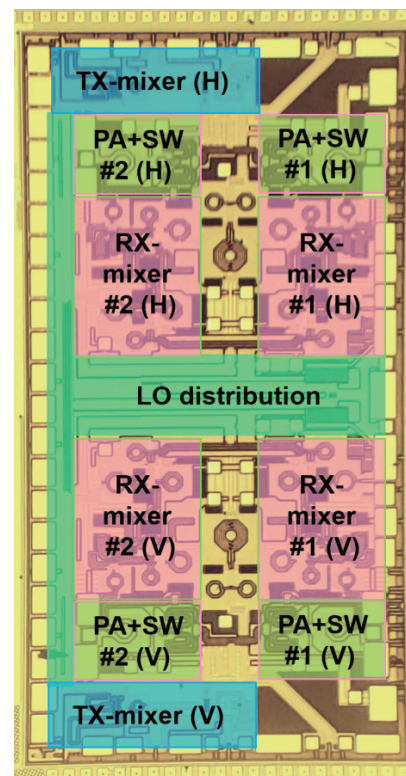 TX-mixer (H)
PA+SW
#2 (H)
PA+SW
#1 (H)
RX-
mixer
#2 (H)
RX-
mixer
#1 (H)
LO distribution
RX-
mixer
#2 (V)
RX-
mixer
#1 (V)
PA+SW
#2 (V)
PA+SW
#1 (V)
TX-mixer (V)